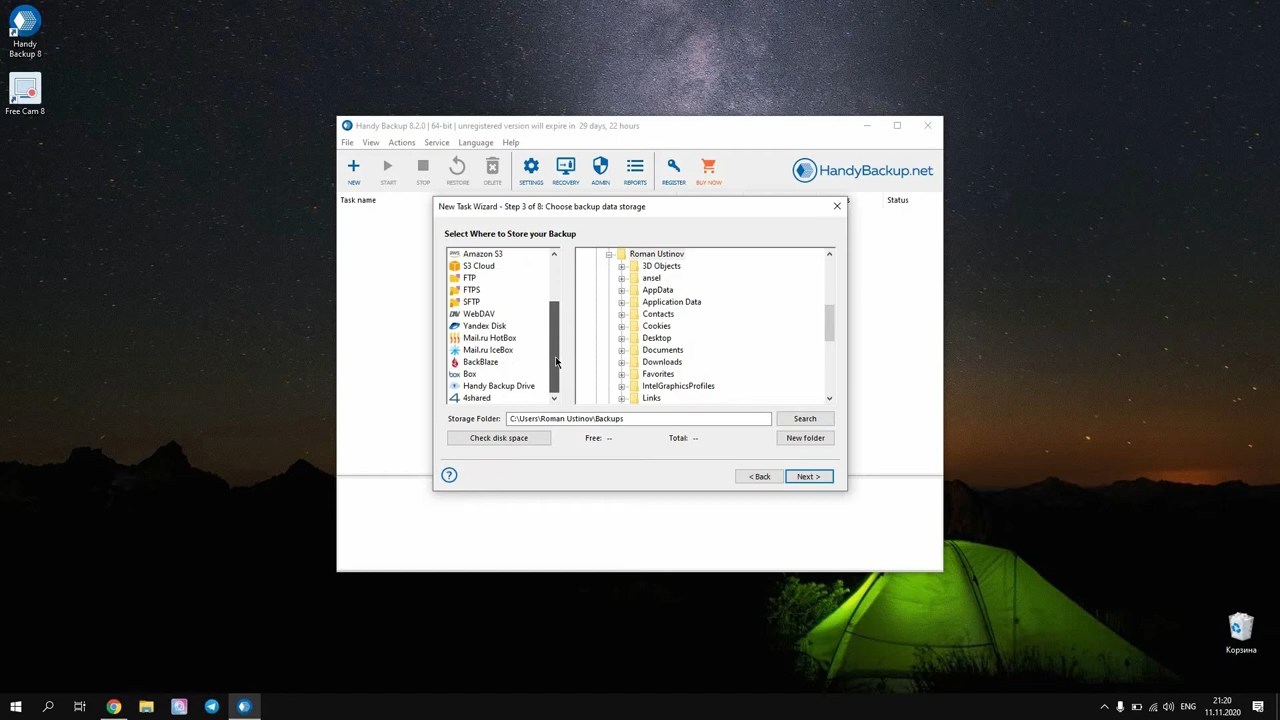 Handy
Backup 8
Free Cam 8
Handy Backup 8.2.0 | 64-bit | unregistered version will expire in 29 days, 22 hours
File View Actions Service Language Help
NEW START STOP RESTORE DELETE SETTINGS RECOVERY ADMIN REPORTS REGISTER BUY NOW
HandyBackup.net
Task name
Status
New Task Wizard - Step 3 of 8: Choose backup data storage
Select Where to Store your Backup
aws Amazon S3
S3 Cloud
FTP
FTPS
SFTP
WebDAV
Yandex Disk
Mail.ru HotBox
Mail.ru IceBox
BackBlaze
box Box
Handy Backup Drive
4shared
Roman Ustinov
3D Objects
ansel
AppData
Application Data
Contacts
Cookies
Desktop
Documents
Downloads
Favorites
IntelGraphicsProfiles
Links
Storage Folder: C:\Users\Roman Ustinov\Backups Search
Check disk space Free: -- Total: -- New folder
? < Back Next >
Корзина
ENG
21:20
11.11.2020